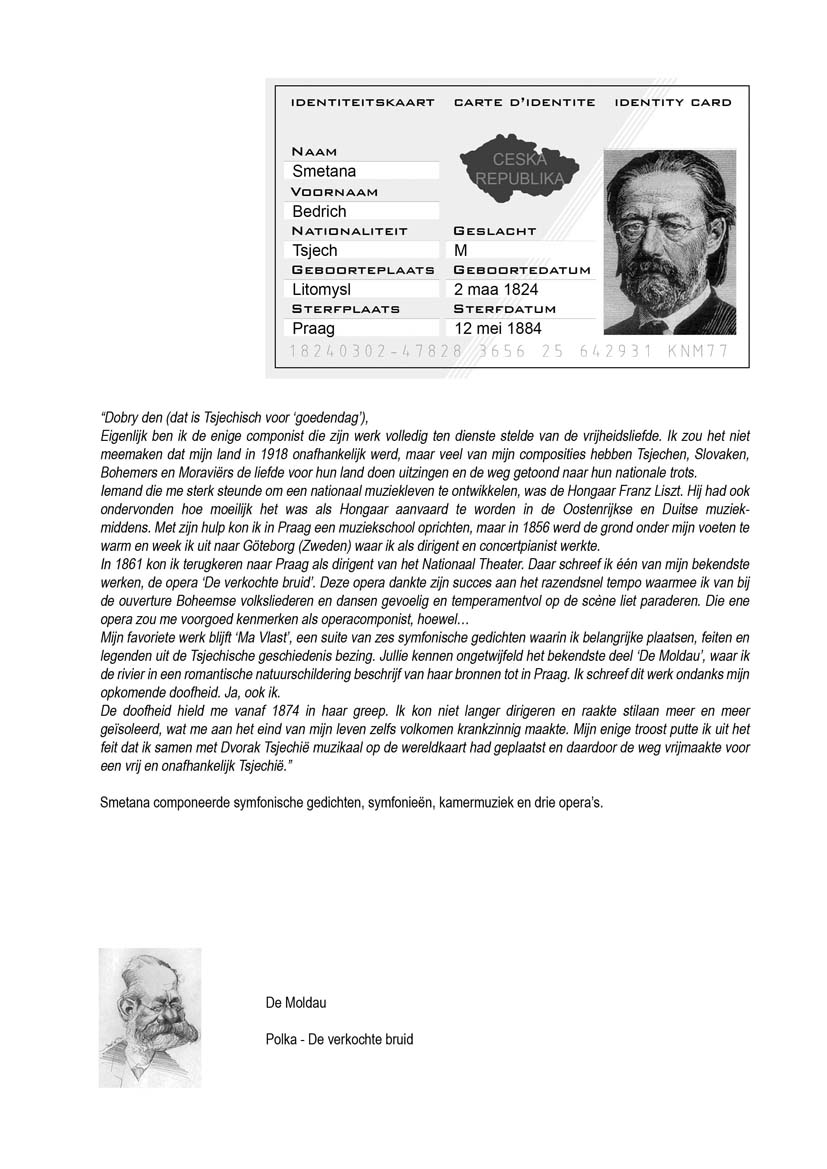 IDENTITEITSKAART CARTE D'IDENTITE IDENTITY CARD
CESKA
REPUBLIKA
NAAM
Smetana
VOORNAAM
Bedrich
NATIONALITEIT GESLACHT
Tsjech M
GEBOORTEPLAATS GEBOORTEDATUM
Litomysl 2 maa 1824
STERFPLAATS STERFDATUM
Praag 12 mei 1884
18240302-47828 3656 25 642931 KNM77
“Dobry den (dat is Tsjechisch voor ‘goedendag’),
Eigenlijk ben ik de enige componist die zijn werk volledig ten dienste stelde van de vrijheidsliefde. Ik zou het niet
meemaken dat mijn land in 1918 onafhankelijk werd, maar veel van mijn composities hebben Tsjechen, Slovaken,
Bohemers en Moraviërs de liefde voor hun land doen uitzingen en de weg getoond naar hun nationale trots.
Iemand die me sterk steunde om een nationaal muziekleven te ontwikkelen, was de Hongaar Franz Liszt. Hij had ook
ondervonden hoe moeilijk het was als Hongaar aanvaard te worden in de Oostenrijkse en Duitse muziek-
middens. Met zijn hulp kon ik in Praag een muziekschool oprichten, maar in 1856 werd de grond onder mijn voeten te
warm en week ik uit naar Göteborg (Zweden) waar ik als dirigent en concertpianist werkte.
In 1861 kon ik terugkeren naar Praag als dirigent van het Nationaal Theater. Daar schreef ik één van mijn bekendste
werken, de opera ‘De verkochte bruid’. Deze opera dankte zijn succes aan het razendsnel tempo waarmee ik van bij
de ouverture Boheemse volksliederen en dansen gevoelig en temperamentvol op de scène liet paraderen. Die ene
opera zou me voorgoed kenmerken als operacomponist, hoewel…
Mijn favoriete werk blijft ‘Ma Vlast’, een suite van zes symfonische gedichten waarin ik belangrijke plaatsen, feiten en
legenden uit de Tsjechische geschiedenis bezing. Jullie kennen ongetwijfeld het bekendste deel ‘De Moldau’, waar ik
de rivier in een romantische natuurschildering beschrijf van haar bronnen tot in Praag. Ik schreef dit werk ondanks mijn
opkomende doofheid. Ja, ook ik.
De doofheid hield me vanaf 1874 in haar greep. Ik kon niet langer dirigeren en raakte stilaan meer en meer
geïsoleerd, wat me aan het eind van mijn leven zelfs volkomen krankzinnig maakte. Mijn enige troost putte ik uit het
feit dat ik samen met Dvorak Tsjechië muzikaal op de wereldkaart had geplaatst en daardoor de weg vrijmaakte voor
een vrij en onafhankelijk Tsjechië.”
Smetana componeerde symfonische gedichten, symfonieën, kamermuziek en drie opera’s.
De Moldau
Polka - De verkochte bruid